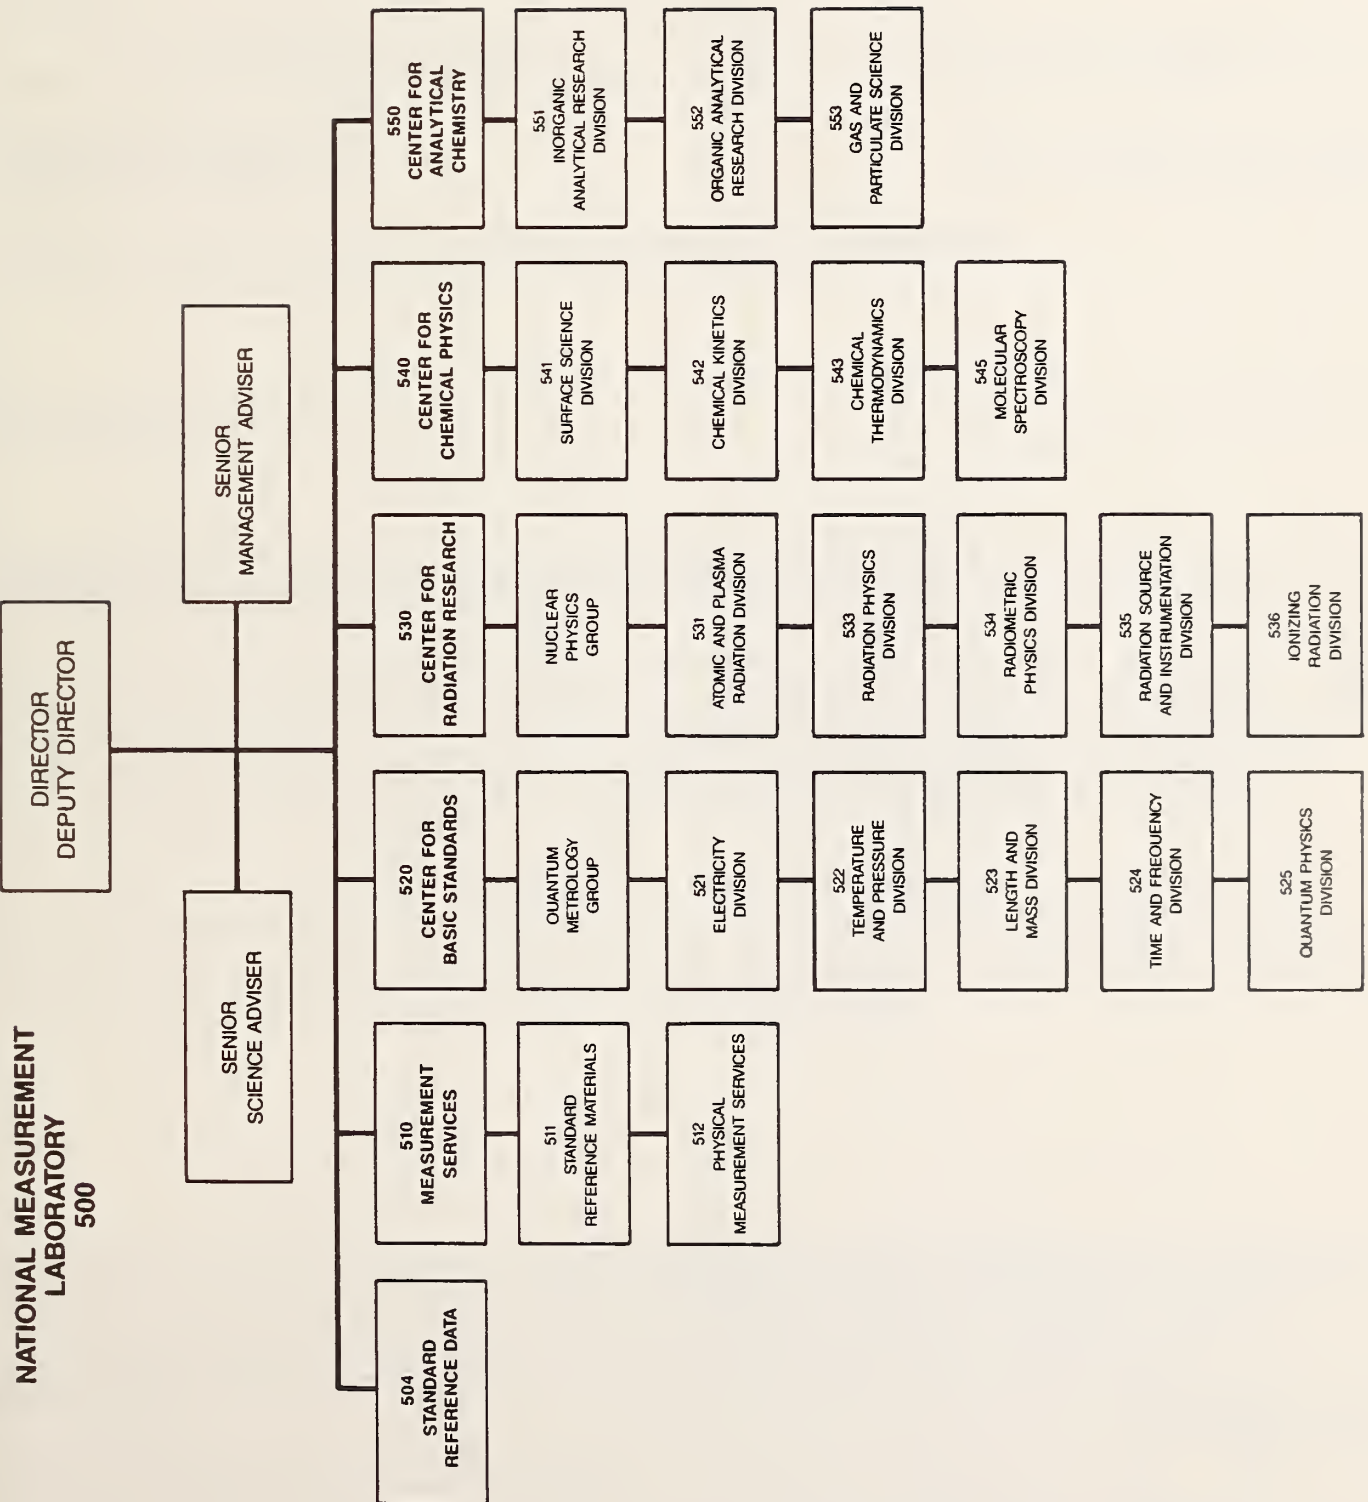 NATIONAL MEASUREMENT
LABORATORY
500
DIRECTOR
DEPUTY DIRECTOR
SENIOR
SCIENCE ADVISER
SENIOR
MANAGEMENT ADVISER
504
STANDARD
REFERENCE DATA
510
MEASUREMENT
SERVICES
511
STANDARD
REFERENCE MATERIALS
512
PHYSICAL
MEASUREMENT SERVICES
520
CENTER FOR
BASIC STANDARDS
QUANTUM
METROLOGY
GROUP
521
ELECTRICITY
DIVISION
522
TEMPERATURE
AND PRESSURE
DIVISION
523
LENGTH AND
MASS DIVISION
524
TIME AND FREQUENCY
DIVISION
525
QUANTUM PHYSICS
DIVISION
530
CENTER FOR
RADIATION RESEARCH
NUCLEAR
PHYSICS
GROUP
531
ATOMIC AND PLASMA
RADIATION DIVISION
533
RADIATION PHYSICS
DIVISION
534
RADIOMETRIC
PHYSICS DIVISION
535
RADIATION SOURCE
AND INSTRUMENTATION
DIVISION
536
IONIZING
RADIATION
DIVISION
540
CENTER FOR
CHEMICAL PHYSICS
541
SURFACE SCIENCE
DIVISION
542
CHEMICAL KINETICS
DIVISION
543
CHEMICAL
THERMODYNAMICS
DIVISION
545
MOLECULAR
SPECTROSCOPY
DIVISION
550
CENTER FOR
ANALYTICAL
CHEMISTRY
551
INORGANIC
ANALYTICAL RESEARCH
DIVISION
552
ORGANIC ANALYTICAL
RESEARCH DIVISION
553
GAS AND
PARTICULATE SCIENCE
DIVISION